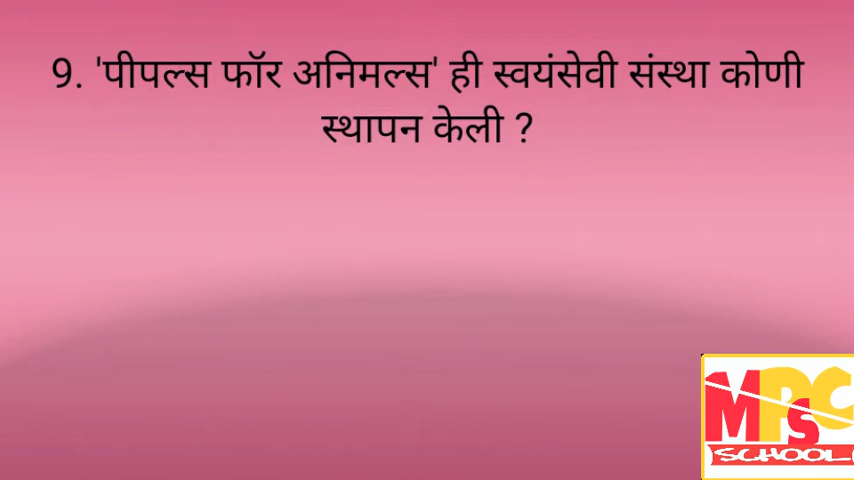 9. 'पीपल्स फॉर अनिमल्स' ही स्वयंसेवी संस्था कोणी
स्थापन केली ?
MPsC
SCHOOL